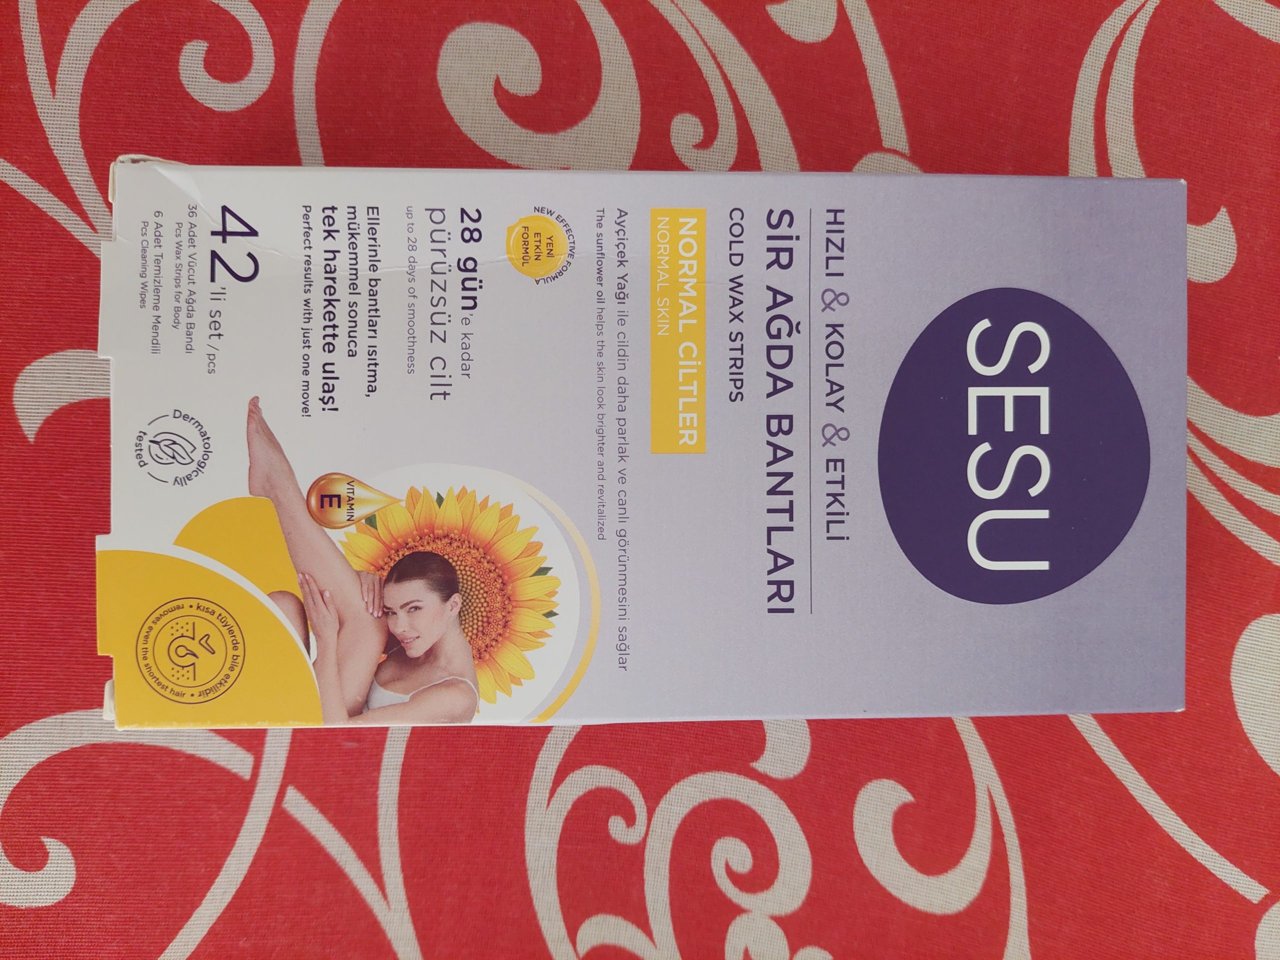 SESU
HIZLI & KOLAY & ETKİLİ
SİR AĞDA BANTLARI
COLD WAX STRIPS
NORMAL CİLTLER
NORMAL SKIN
Ayçiçek Yağı ile cildin daha parlak ve canlı görünmesini sağlar
The sunflower oil helps the skin look brighter and revitalized
NEW EFFECTIVE FORMULA
YENİ
ETKİN
FORMÜL
28 gün'e kadar
pürüzsüz cilt
up to 28 days of smoothness
VITAMIN
E
Ellerinle bantları ısıtma,
mükemmel sonuca
tek harekette ulaş!
Perfect results with just one move!
42'li set / pcs
36 Adet Vücut Ağda Bandı
Pcs Wax Strips for Body
6 Adet Temizleme Mendili
Pcs Cleaning Wipes
Dermatologically
tested
kısa tüylerde bile etkilidir
removes even the shortest hair